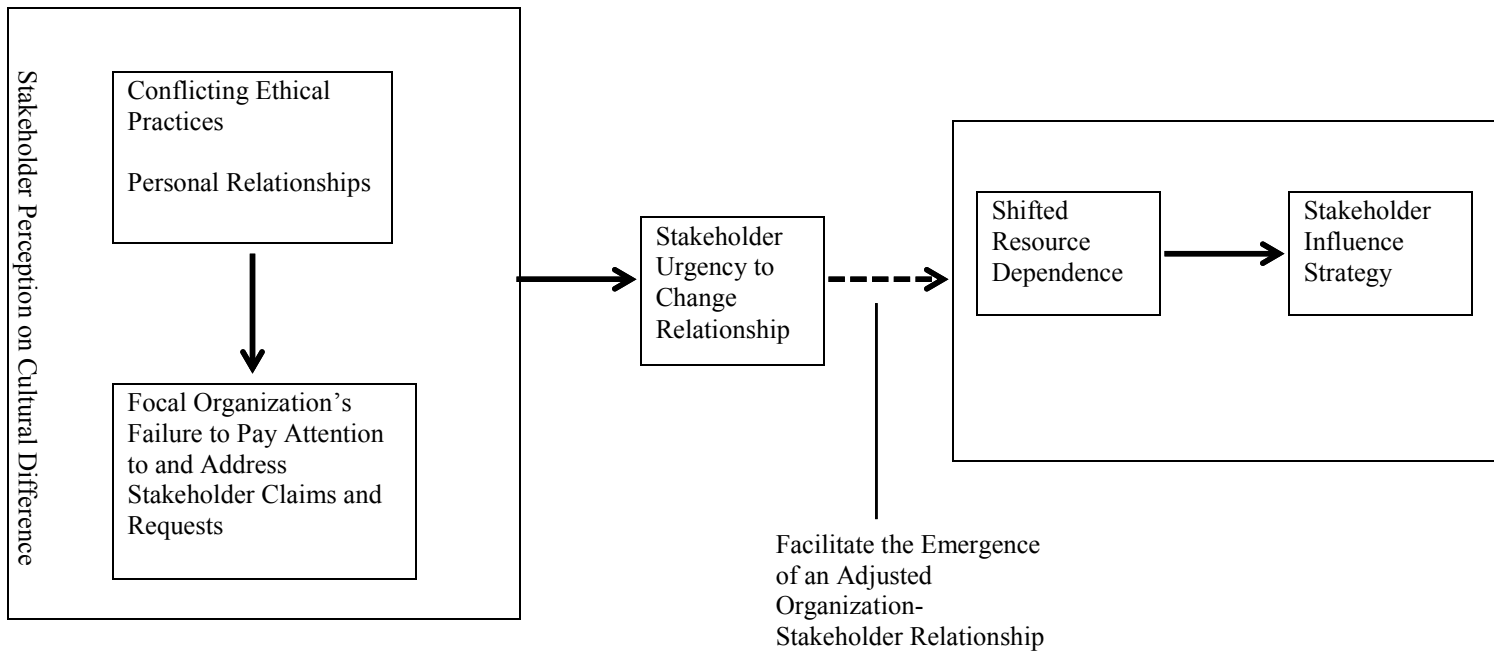 Stakeholder Perception on Cultural Difference
Conflicting Ethical
Practices
Personal Relationships
Focal Organization’s
Failure to Pay Attention
to and Address
Stakeholder Claims and
Requests
Stakeholder
Urgency to
Change
Relationship
Facilitate the Emergence
of an Adjusted
Organization-
Stakeholder Relationship
Shifted
Resource
Dependence
Stakeholder
Influence
Strategy